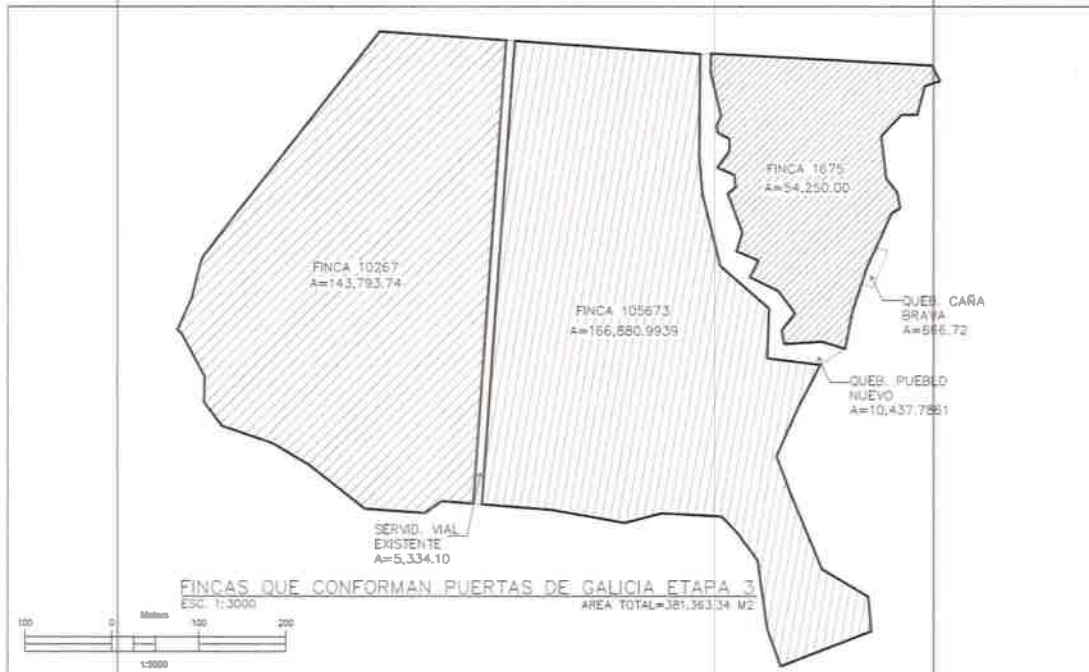 FINCA 1675
A=54,250.00
FINCA 10267
A=143,793.74
FINCA 105673
A=166,880.9939
QUEB. CAÑA
BRAVA
A=666.72
QUEB. PUEBLO
NUEVO
A=10,437.7861
SERVID. VIAL
EXISTENTE
A=5,334.10
FINCAS QUE CONFORMAN PUERTAS DE GALICIA ETAPA 3
ESC. 1:3000
AREA TOTAL=381,363.34 M2
Meters
100 0 100 200
1:3000